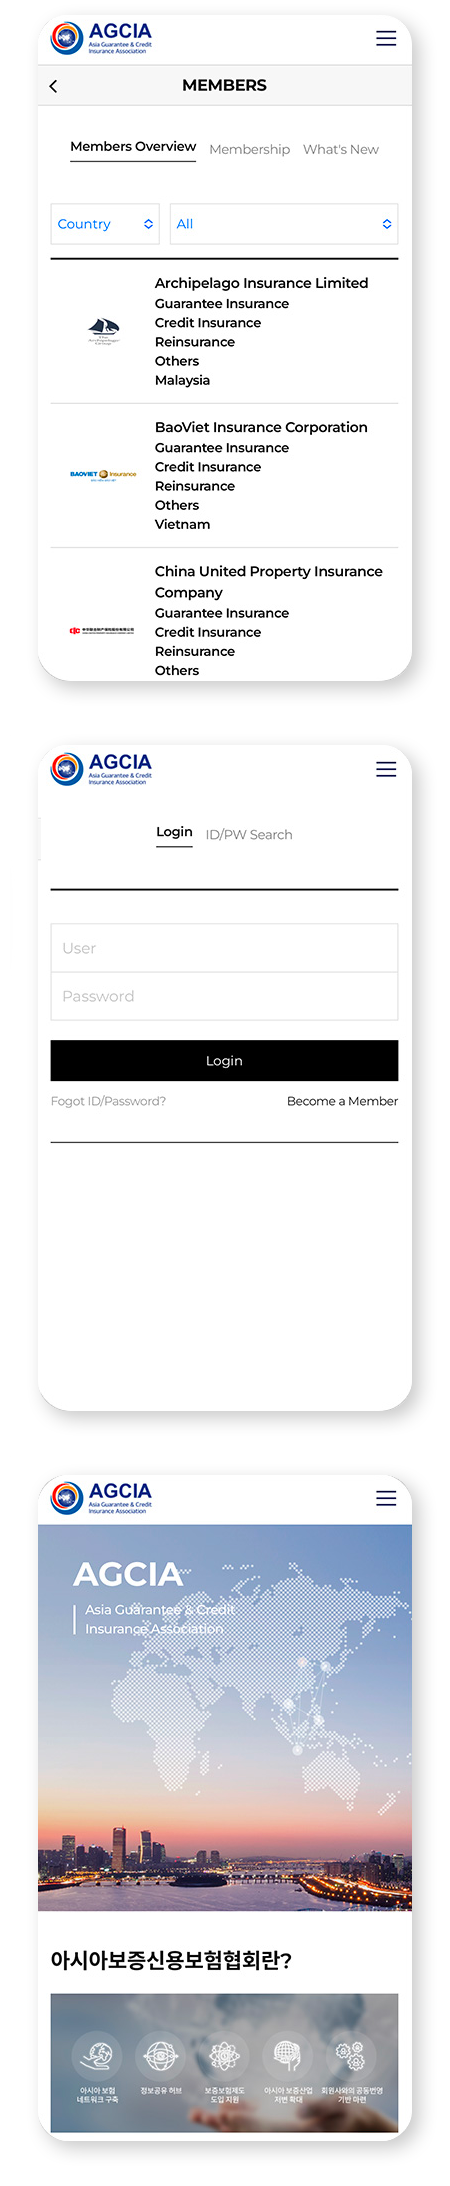 AGCIA
Asia Guarantee & Credit
Insurance Association
MEMBERS
Members Overview Membership What's New
Country All
Archipelago Insurance Limited
Guarantee Insurance
Credit Insurance
Reinsurance
Others
Malaysia
BAOVIET Insurance
BaoViet Insurance Corporation
Guarantee Insurance
Credit Insurance
Reinsurance
Others
Vietnam
China United Property Insurance
Company
Guarantee Insurance
Credit Insurance
Reinsurance
Others
AGCIA
Asia Guarantee & Credit
Insurance Association
Login ID/PW Search
User
Password
Login
Fogot ID/Password? Become a Member
AGCIA
Asia Guarantee & Credit
Insurance Association
AGCIA
Asia Guarantee & Credit
Insurance Association
아시아보증신용보험협회란?
아시아 보험
네트워크 구축
정보공유 허브
보증보험제도
도입 지원
아시아 보증산업
저변 확대
회원사와의 공동번영
기반 마련